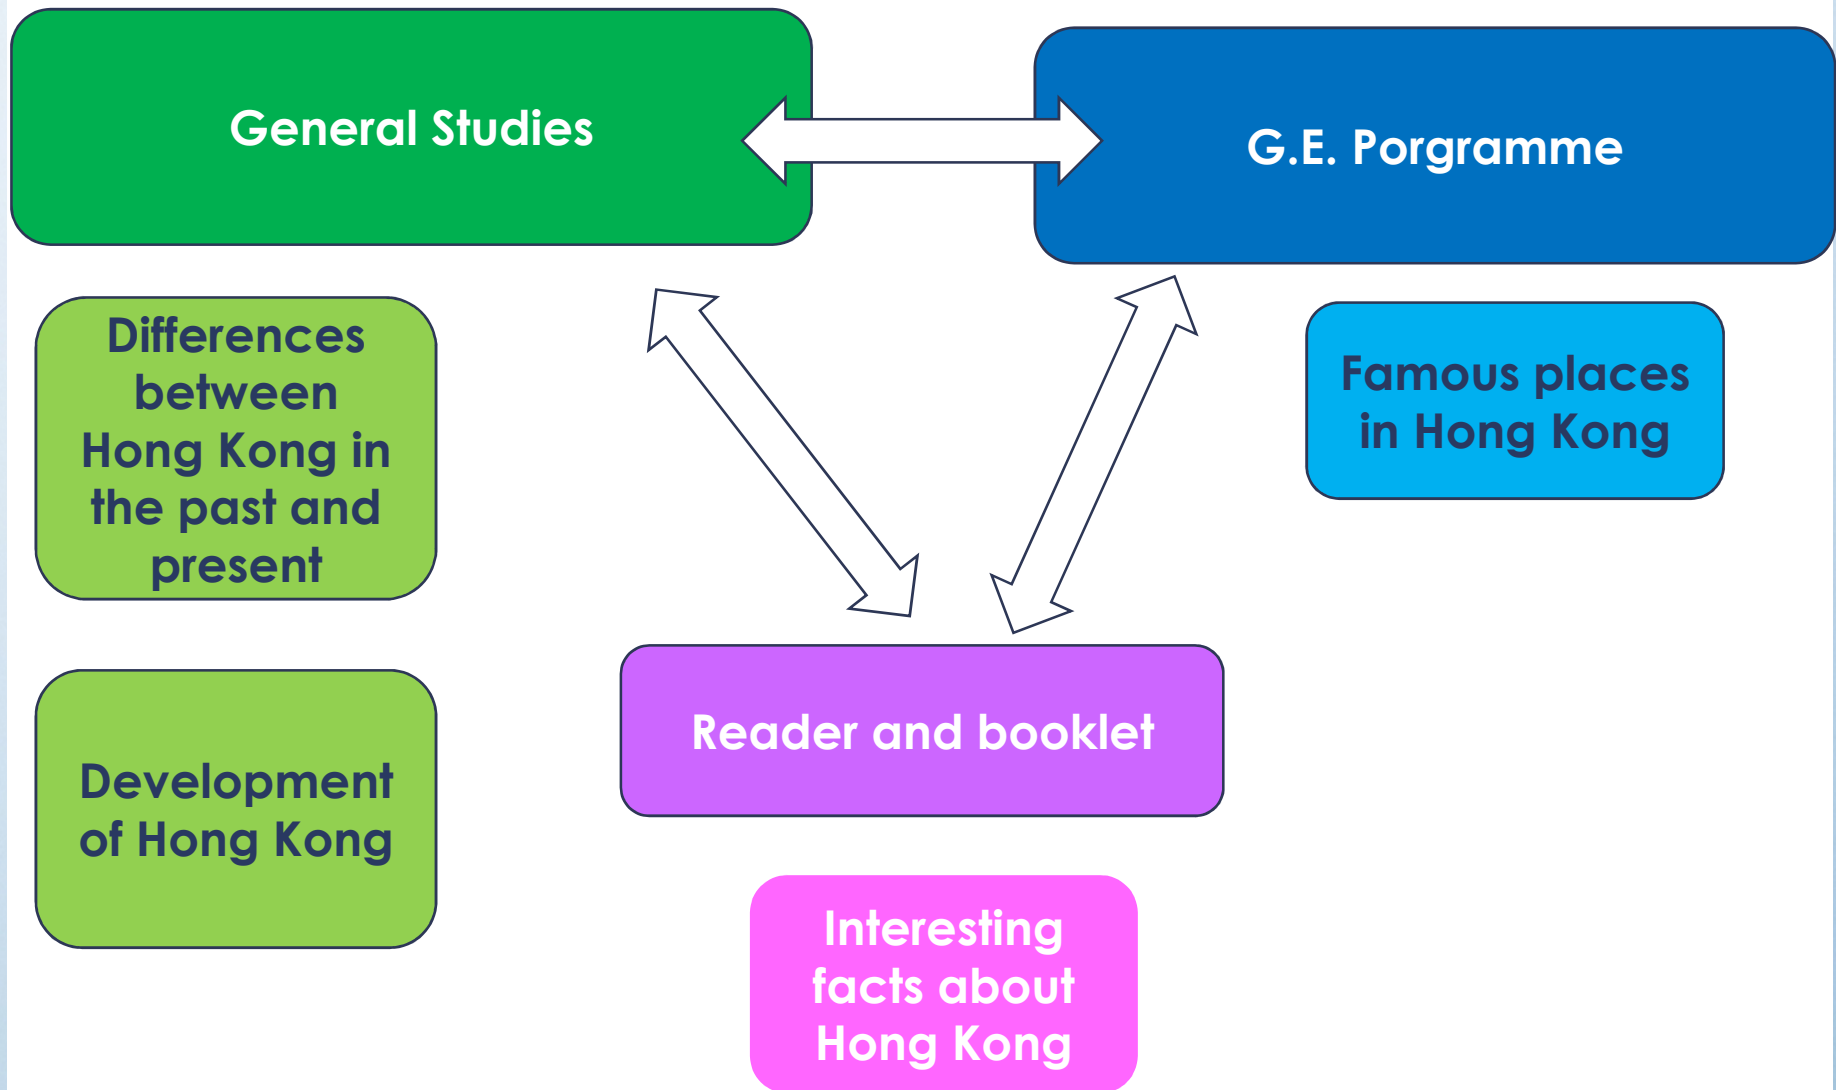 General Studies
G.E. Porgramme
Differences
between
Hong Kong in
the past and
present
Famous places
in Hong Kong
Reader and booklet
Development
of Hong Kong
Interesting
facts about
Hong Kong